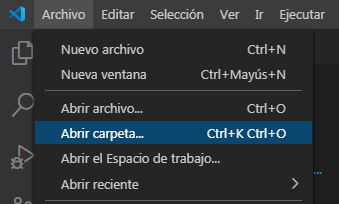 Archivo Editar Selección Ver Ir Ejecutar
Nuevo archivo Ctrl+N
Nueva ventana Ctrl+Mayús+N
Abrir archivo... Ctrl+O
Abrir carpeta... Ctrl+K Ctrl+O
Abrir el Espacio de trabajo...
Abrir reciente